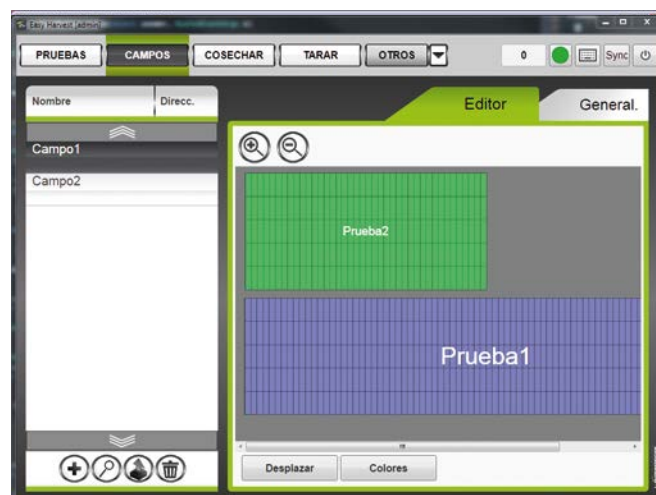 Easy Harvest [admin]
PRUEBAS CAMPOS COSECHAR TARAR OTROS 0 Sync
Nombre Direcc.
Editor General.
Campo1
Campo2
Prueba2
Prueba1
Desplazar Colores